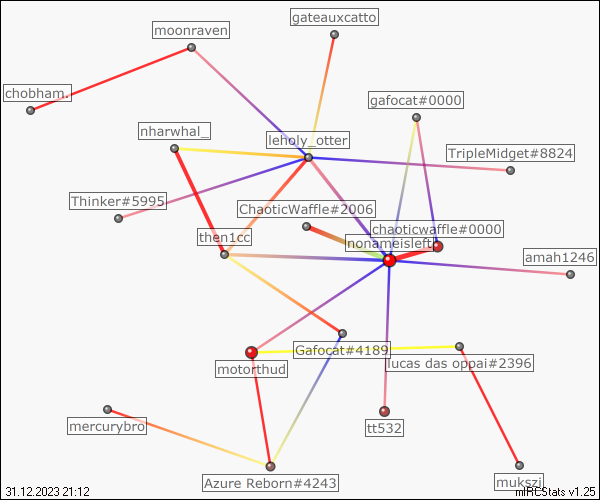 gateauxcatto
moonraven
chobham.
gafocat#0000
nharwhal_
leholy_otter
TripleMidget#8824
Thinker#5995
ChaoticWaffle#2006
chaoticwaffle#0000
then1cc
nonameisleft
amah1246
Gafocat#4189
lucas das oppai#2396
motorthud
mercurybro
tt532
Azure Reborn#4243
mukszi
31.12.2023 21:12
mIRCStats v1.25